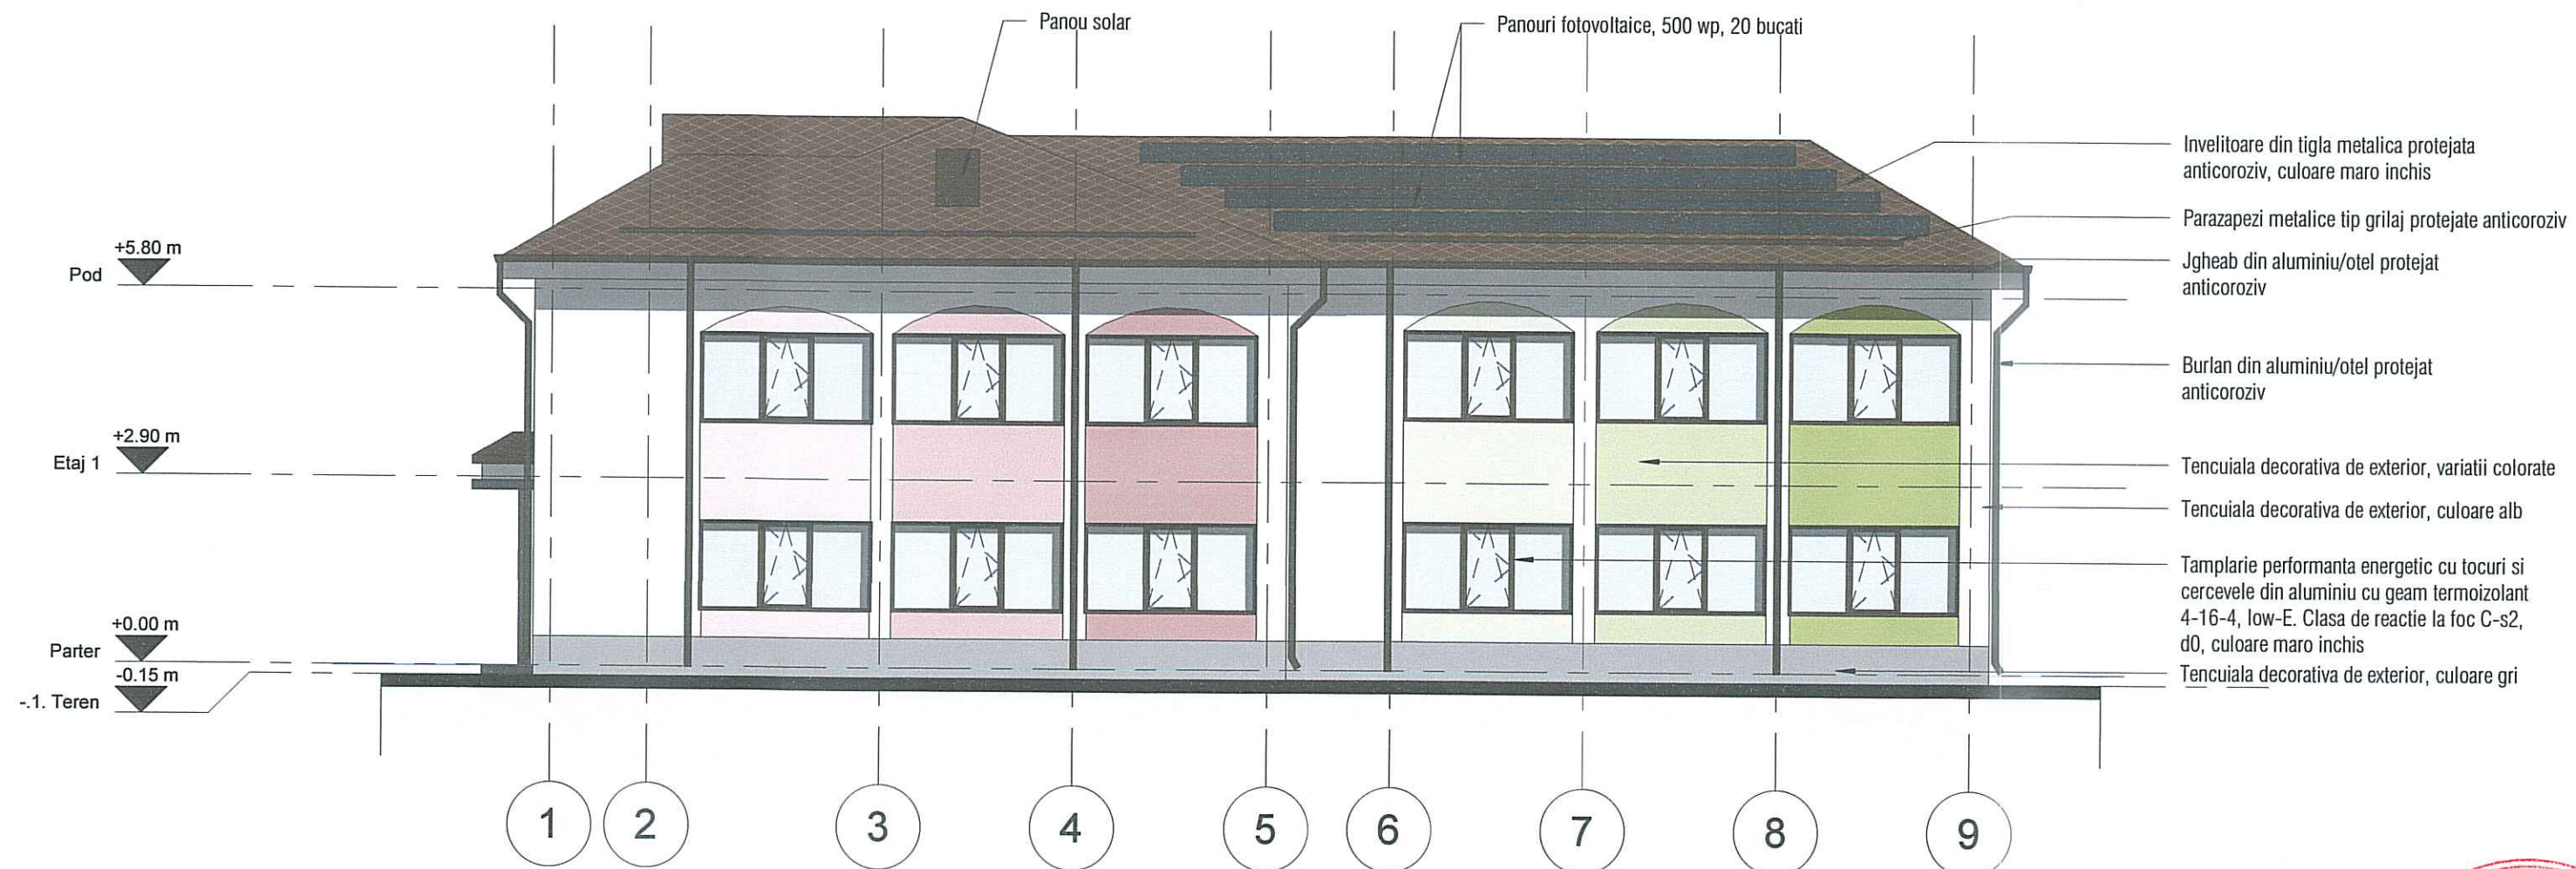 Panou solar
Panouri fotovoltaice, 500 wp, 20 bucati
Invelitoare din tigla metalica protejata
anticoroziv, culoare maro inchis
Parazapezi metalice tip grilaj protejate anticoroziv
Jgheab din aluminiu/otel protejat
anticoroziv
Burlan din aluminiu/otel protejat
anticoroziv
Tencuiala decorativa de exterior, variatii colorate
Tencuiala decorativa de exterior, culoare alb
Tamplarie performanta energetic cu tocuri si
cercevele din aluminiu cu geam termoizolant
4-16-4, low-E. Clasa de reactie la foc C-s2,
d0, culoare maro inchis
Tencuiala decorativa de exterior, culoare gri
+5.80 m
Pod
+2.90 m
Etaj 1
+0.00 m
Parter
-0.15 m
-.1. Teren
1 2 3 4 5 6 7 8 9